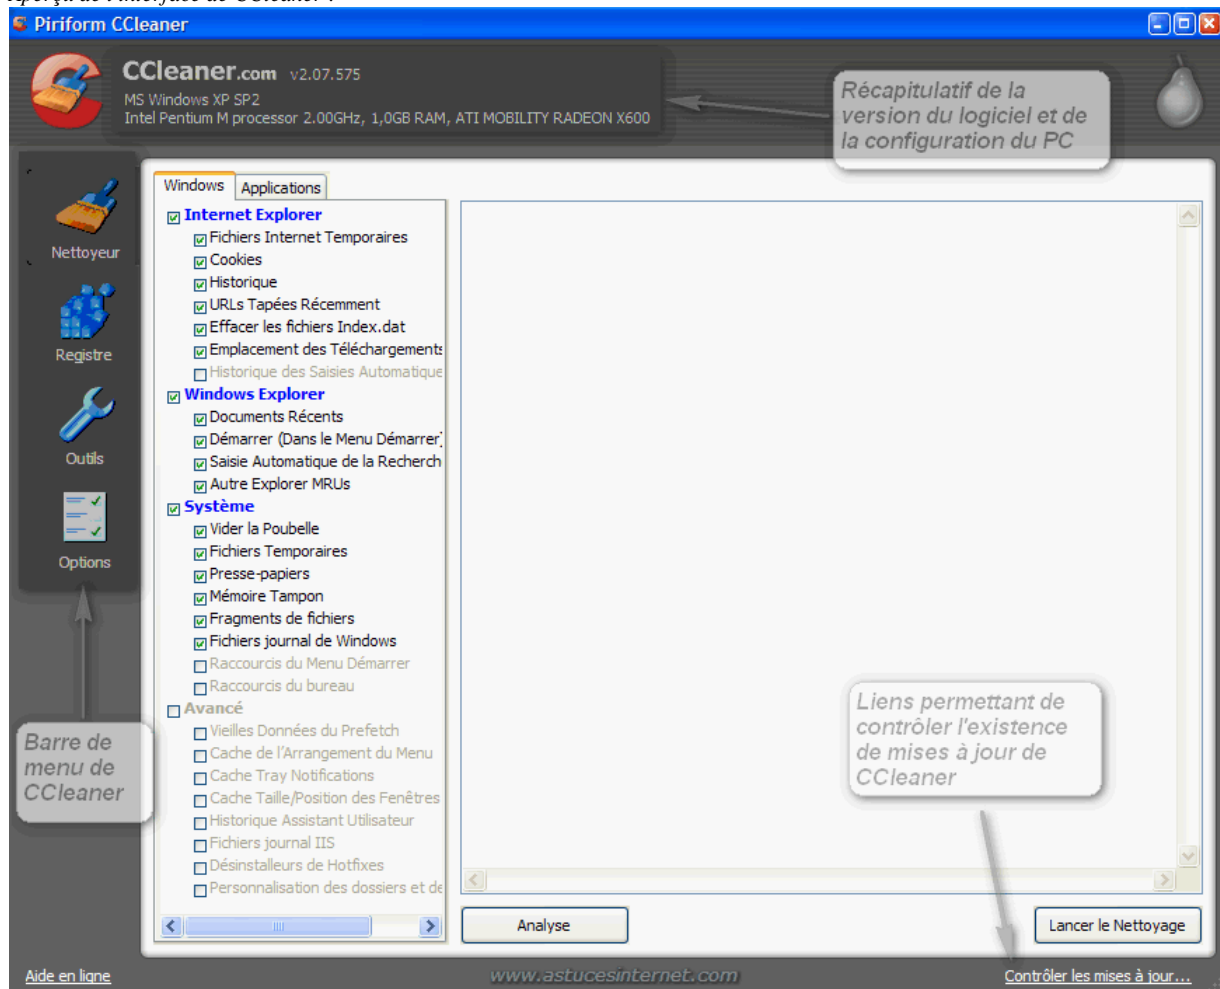 Aperçu de l'interface de CCleaner :
Piriform CCleaner
CCleaner.com v2.07.575
MS Windows XP SP2
Intel Pentium M processor 2.00GHz, 1,0GB RAM, ATI MOBILITY RADEON X600
Récapitulatif de la
version du logiciel et de
la configuration du PC
Nettoyeur
Registre
Outils
Options
Barre de
menu de
CCleaner
Windows Applications
Internet Explorer
Fichiers Internet Temporaires
Cookies
Historique
URLs Tapées Récemment
Effacer les fichiers Index.dat
Emplacement des Téléchargements
Historique des Saisies Automatique
Windows Explorer
Documents Récents
Démarrer (Dans le Menu Démarrer)
Saisie Automatique de la Recherch
Autre Explorer MRUs
Système
Vider la Poubelle
Fichiers Temporaires
Presse-papiers
Mémoire Tampon
Fragments de fichiers
Fichiers journal de Windows
Raccourcis du Menu Démarrer
Raccourcis du bureau
Avancé
Vieilles Données du Prefetch
Cache de l'Arrangement du Menu
Cache Tray Notifications
Cache Taille/Position des Fenêtres
Historique Assistant Utilisateur
Fichiers journal IIS
Désinstalleurs de Hotfixes
Personnalisation des dossiers et de
Liens permettant de
contrôler l'existence
de mises à jour de
CCleaner
Analyse
Lancer le Nettoyage
Aide en ligne
www.astucesinternet.com
Contrôler les mises à jour...